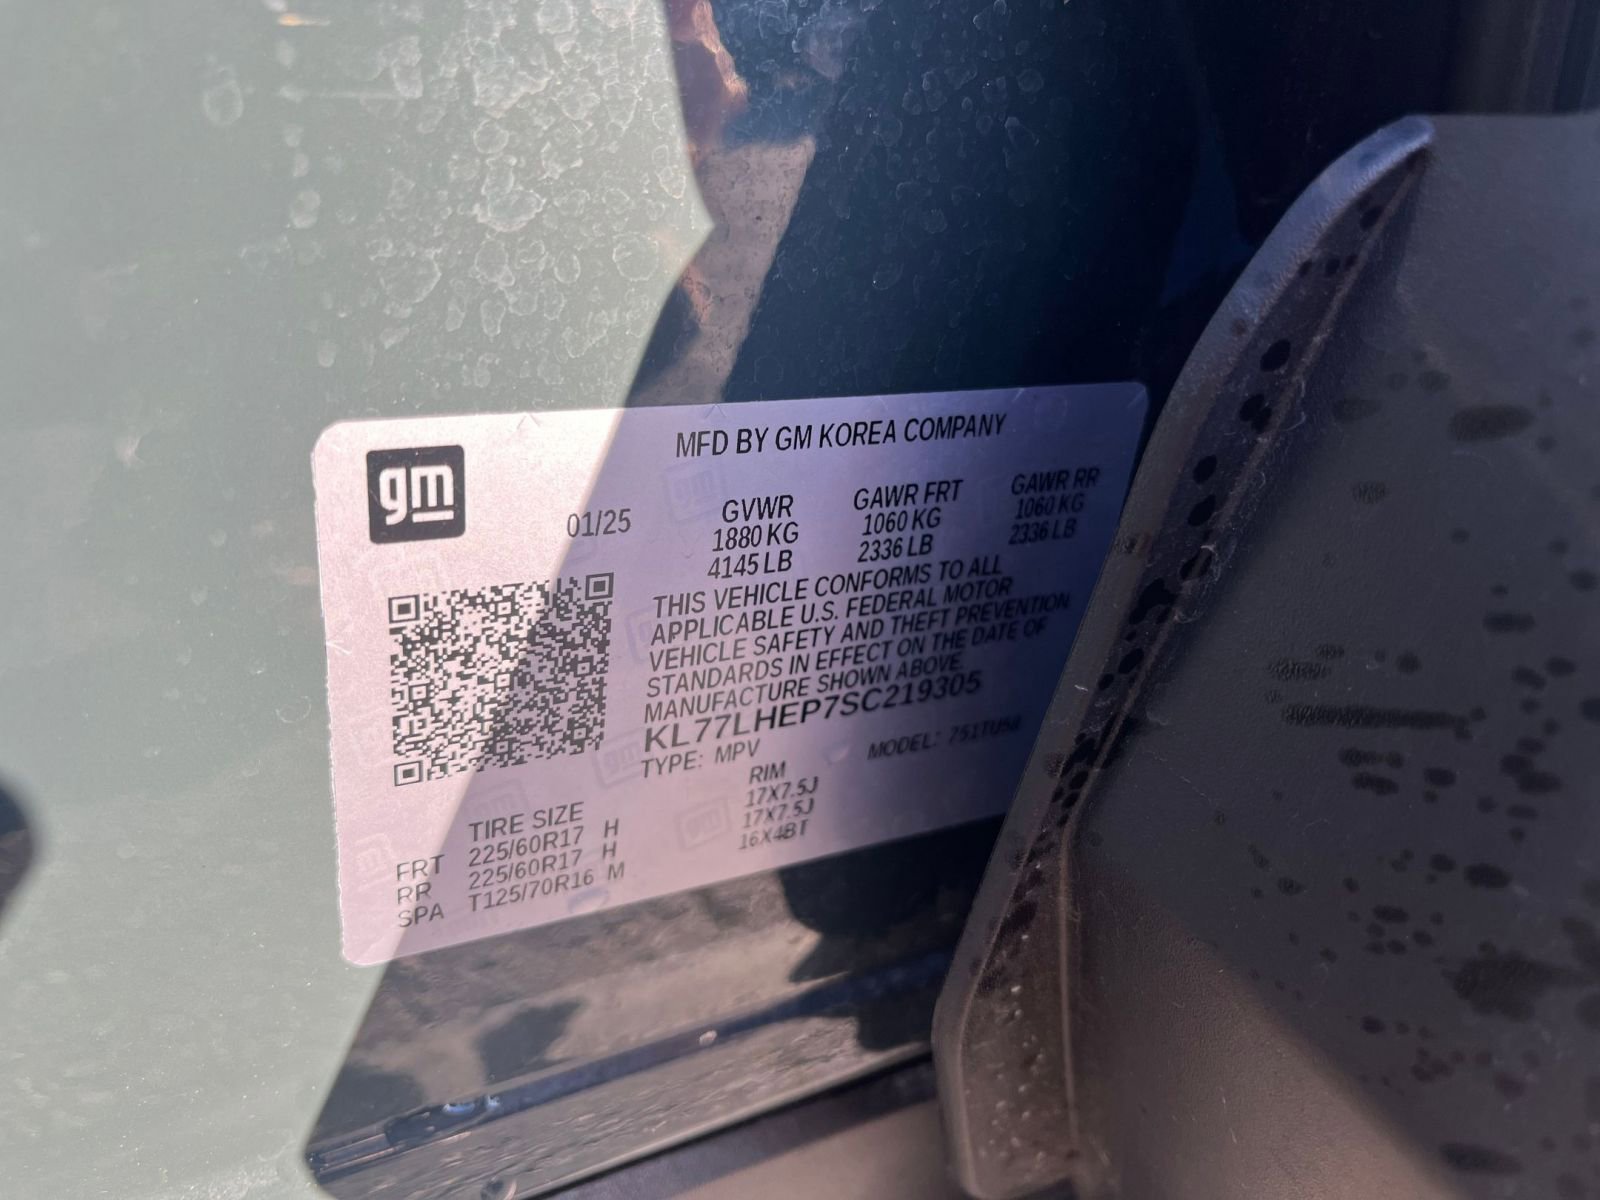 gm
MFD BY GM KOREA COMPANY
01/25
GVWR GAWR FRT GAWR RR
1880 KG 1060 KG 1060 KG
4145 LB 2336 LB 2336 LB
THIS VEHICLE CONFORMS TO ALL
APPLICABLE U.S. FEDERAL MOTOR
VEHICLE SAFETY AND THEFT PREVENTION
STANDARDS IN EFFECT ON THE DATE OF
MANUFACTURE SHOWN ABOVE.
KL77LHEP7SC219305
TYPE: MPV MODEL:
TIRE SIZE RIM
FRT 225/60R17 H 17X7.5J
RR 225/60R17 H 17X7.5J
SPA T125/70R16 M 16X4BT